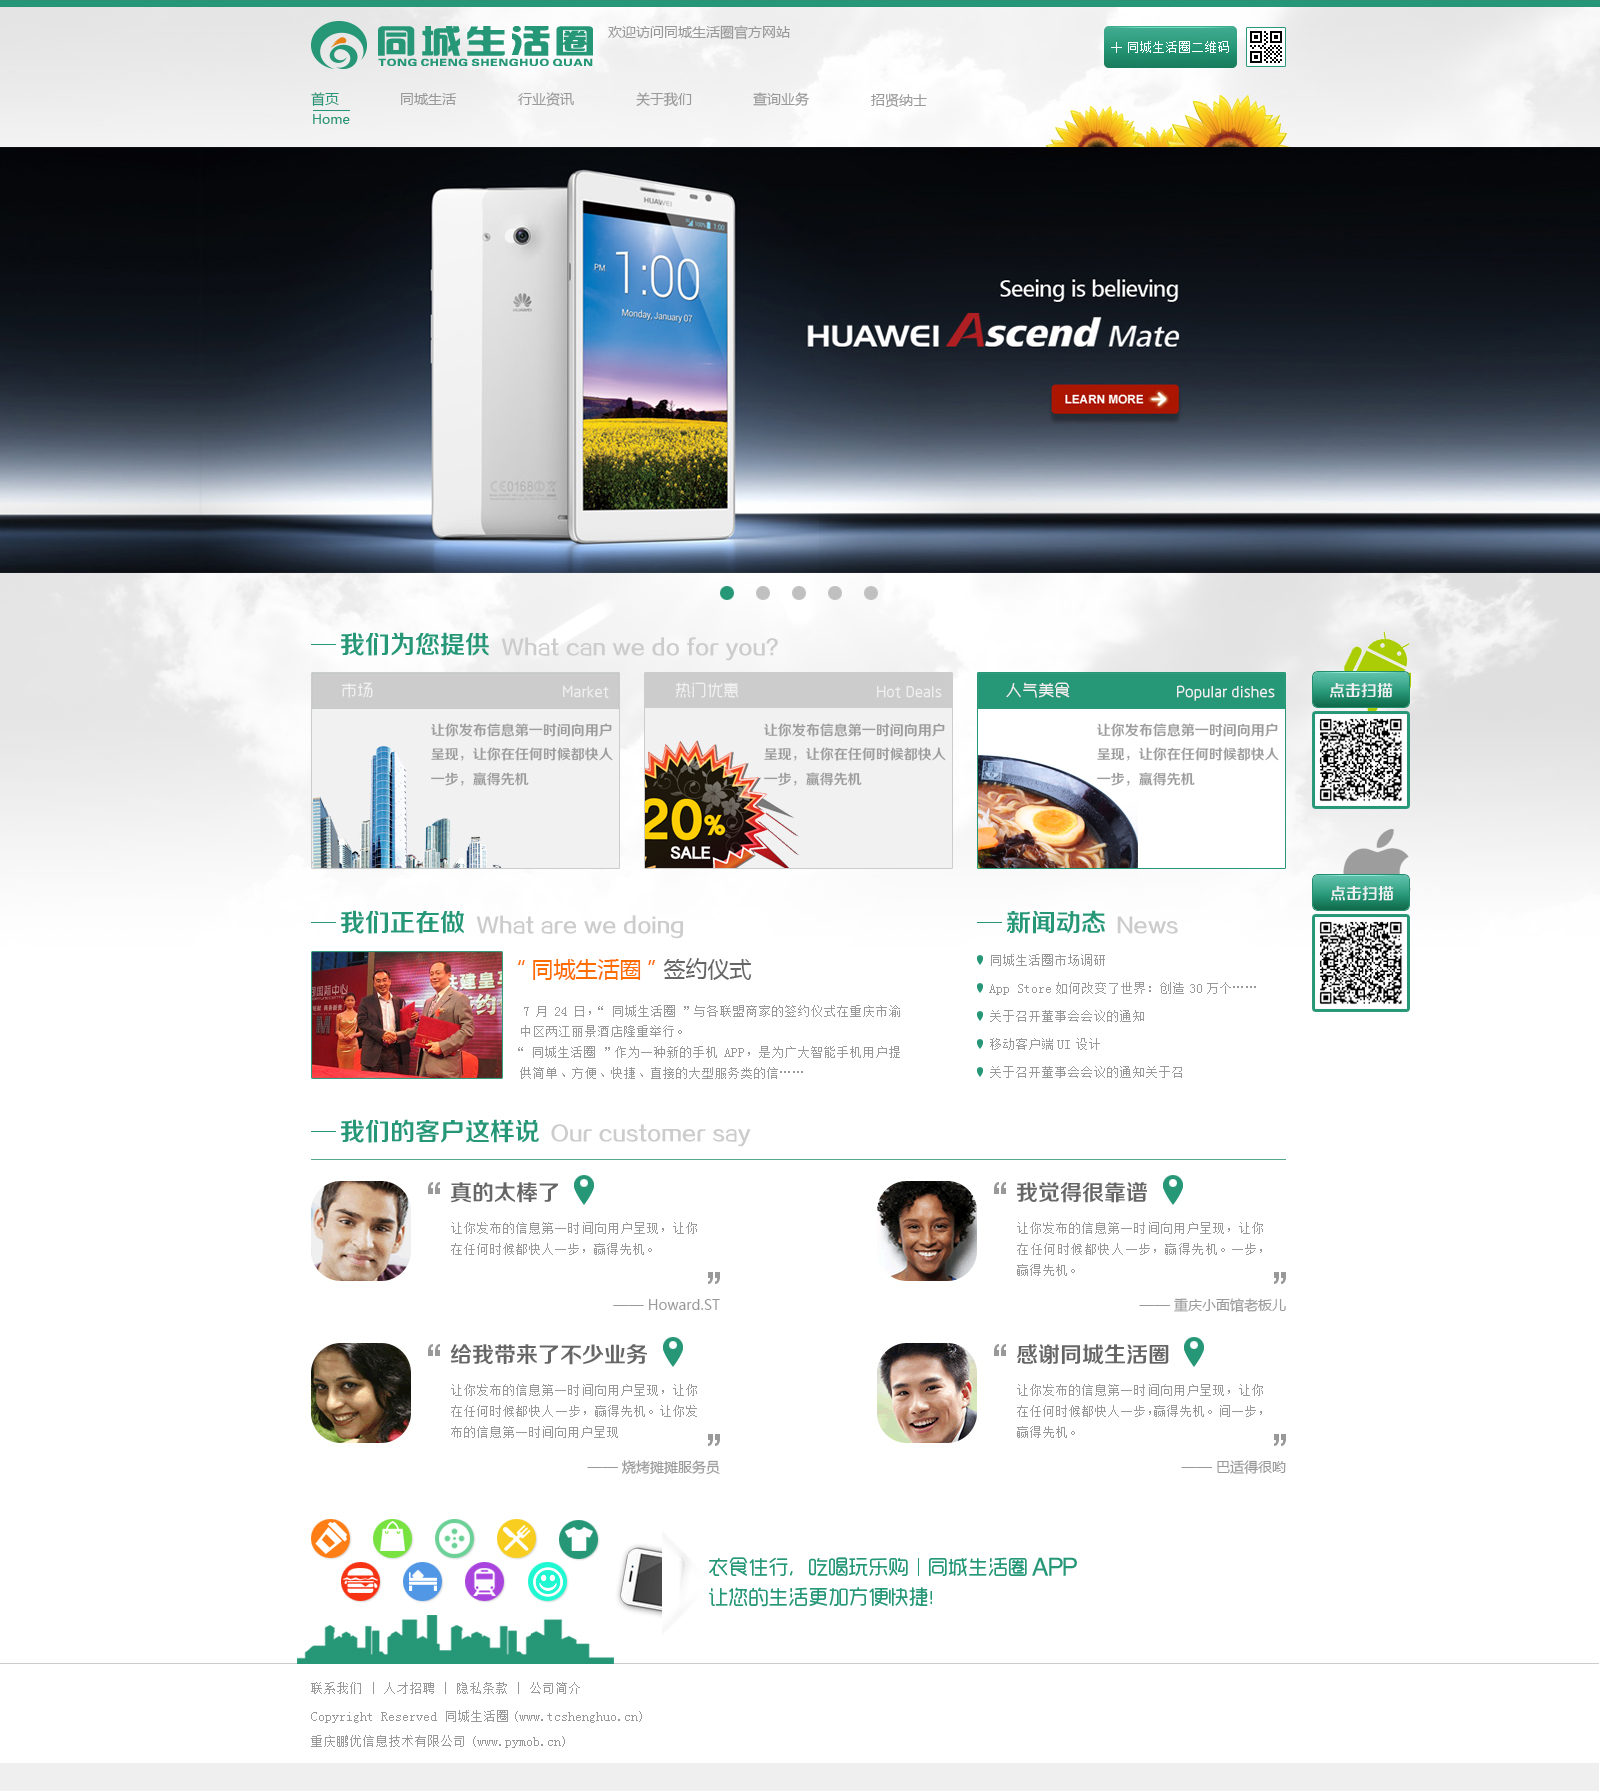 同城生活圈
TONG CHENG SHENGHUO QUAN
欢迎访问同城生活圈官方网站
十 同城生活圈二维码
首页
Home
同城生活
行业资讯
关于我们
查询业务
招贤纳士
HUAWEI
100% 1:00
PM 1:00
Monday, January 07
HUAWEI
CE0168
Seeing is believing
HUAWEI Ascend Mate
LEARN MORE
我们为您提供 What can we do for you?
市场 Market
让你发布信息第一时间向用户
呈现，让你在任何时候都快人
一步，赢得先机
20%
SALE
热门优惠 Hot Deals
让你发布信息第一时间向用户
呈现，让你在任何时候都快人
一步，赢得先机
人气美食 Popular dishes
让你发布信息第一时间向用户
呈现，让你在任何时候都快人
一步，赢得先机
点击扫描
点击扫描
我们正在做 What are we doing
“同城生活圈”签约仪式
7 月 24 日，“ 同城生活圈 ”与各联盟商家的签约仪式在重庆市渝
中区两江丽景酒店隆重举行。
“ 同城生活圈 ”作为一种新的手机 APP，是为广大智能手机用户提
供简单、方便、快捷、直接的大型服务类的信……
新闻动态 News
同城生活圈市场调研
App Store 如何改变了世界：创造 30 万个……
关于召开董事会会议的通知
移动客户端 UI 设计
关于召开董事会会议的通知关于召
我们的客户这样说 Our customer say
“ 真的太棒了
让你发布的信息第一时间向用户呈现，让你
在任何时候都快人一步，赢得先机。
”
—— Howard.ST
“ 我觉得很靠谱
让你发布的信息第一时间向用户呈现，让你
在任何时候都快人一步，赢得先机。一步，
赢得先机。
”
—— 重庆小面馆老板儿
“ 给我带来了不少业务
让你发布的信息第一时间向用户呈现，让你
在任何时候都快人一步，赢得先机。让你发
布的信息第一时间向用户呈现
”
—— 烧烤摊摊服务员
“ 感谢同城生活圈
让你发布的信息第一时间向用户呈现，让你
在任何时候都快人一步，赢得先机。间一步，
赢得先机。
”
—— 巴适得很哟
衣食住行，吃喝玩乐购｜同城生活圈 APP
让您的生活更加方便快捷！
联系我们 | 人才招聘 | 隐私条款 | 公司简介
Copyright Reserved 同城生活圈 (www.tcshenghuo.cn)
重庆鹏优信息技术有限公司 (www.pymob.cn)